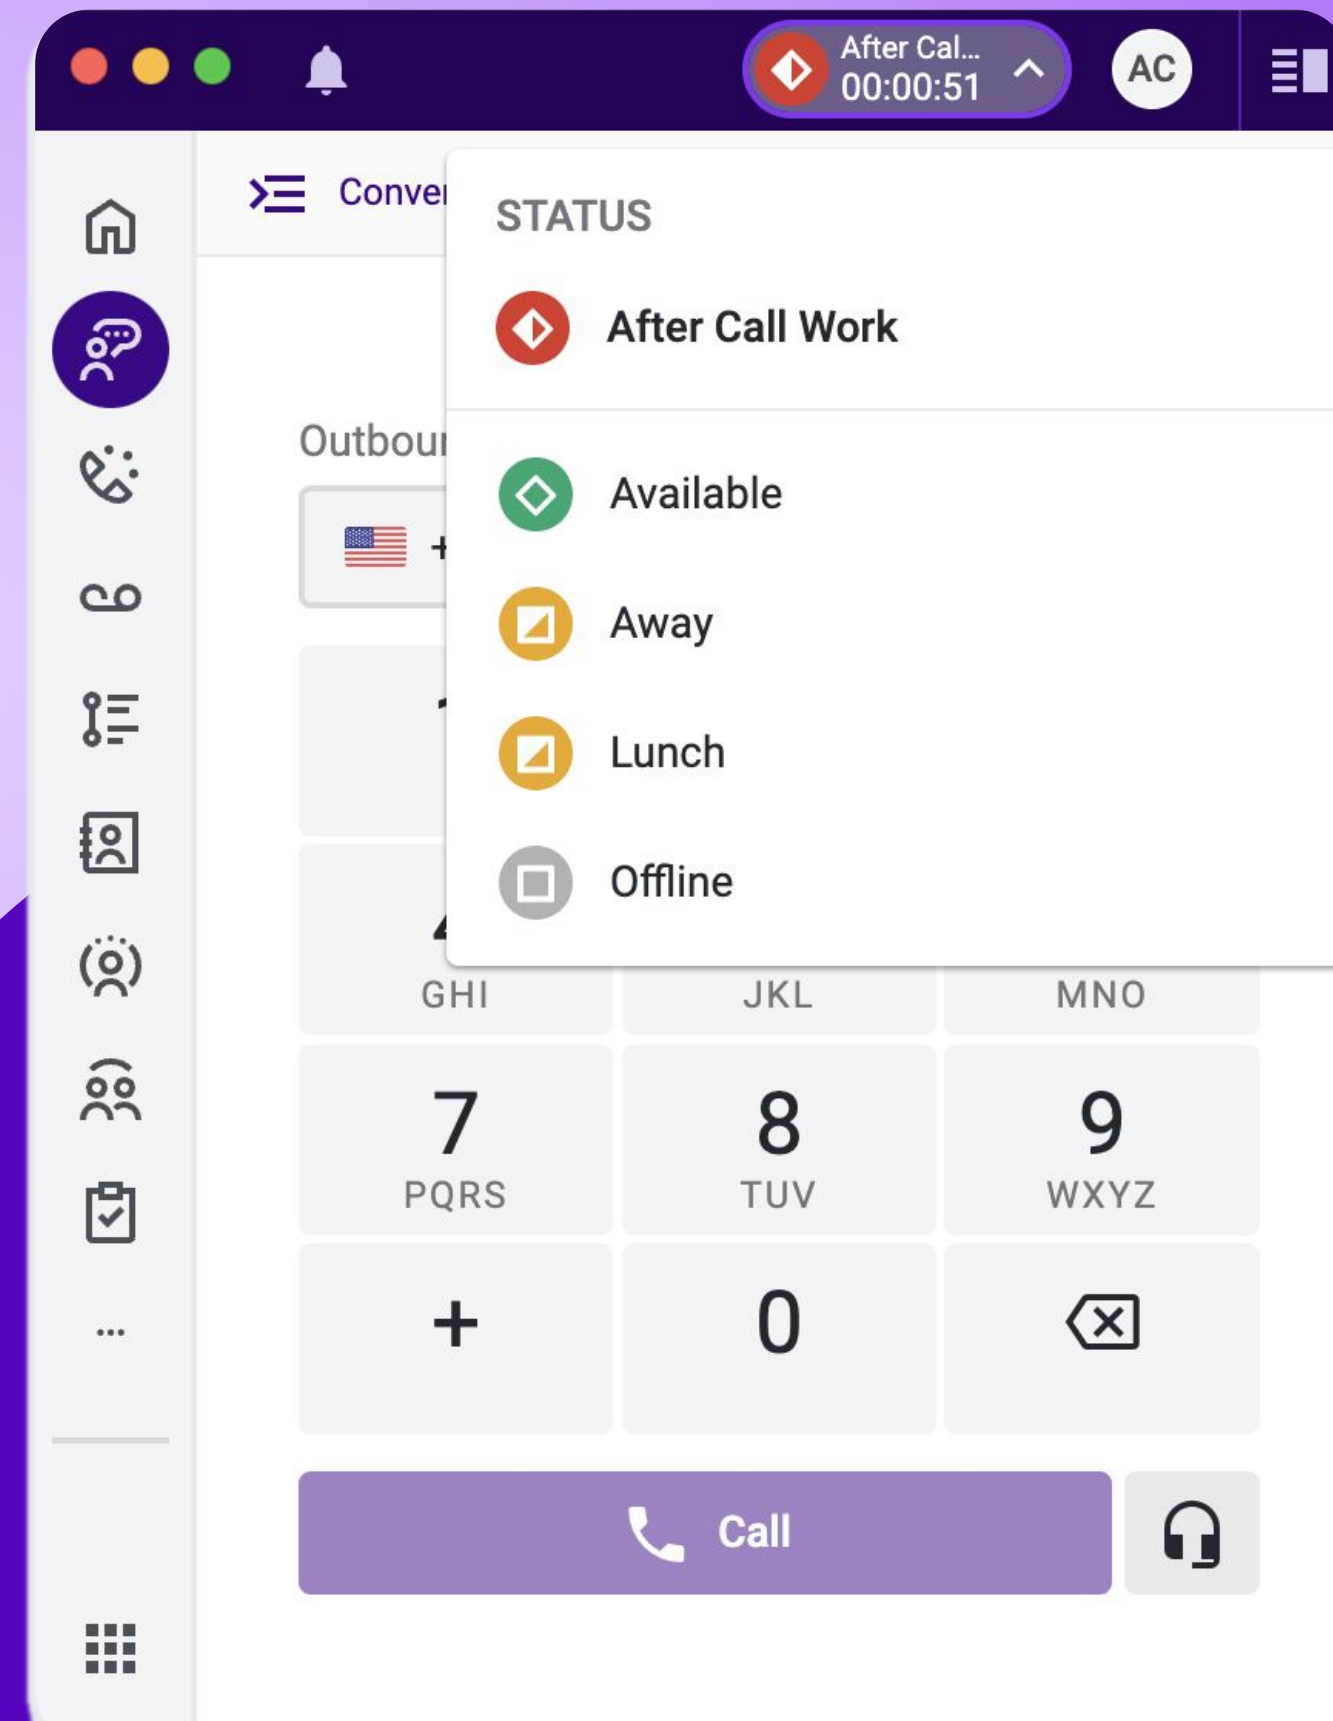 After Cal...
00:00:51
AC
Conver
STATUS
After Call Work
Outbour
Available
+
Away
Lunch
Offline
GHI JKL MNO
7 8 9
PQRS TUV WXYZ
+ 0
Call